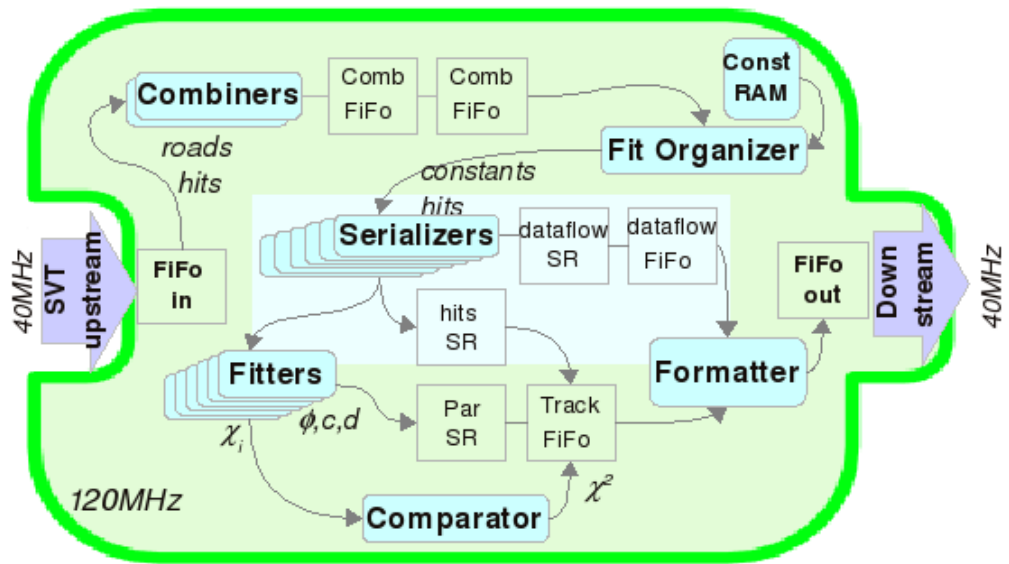 Combiners
Comb
FiFo
Comb
FiFo
Const
RAM
Fit Organizer
roads
hits
constants
hits
Serializers
dataflow
SR
dataflow
FiFo
40MHz
SVT
upstream
FiFo
in
FiFo
out
Down
stream
40MHz
hits
SR
Fitters
Formatter
ϕ,c,d
Par
SR
Track
FiFo
χi
χ²
120MHz
Comparator